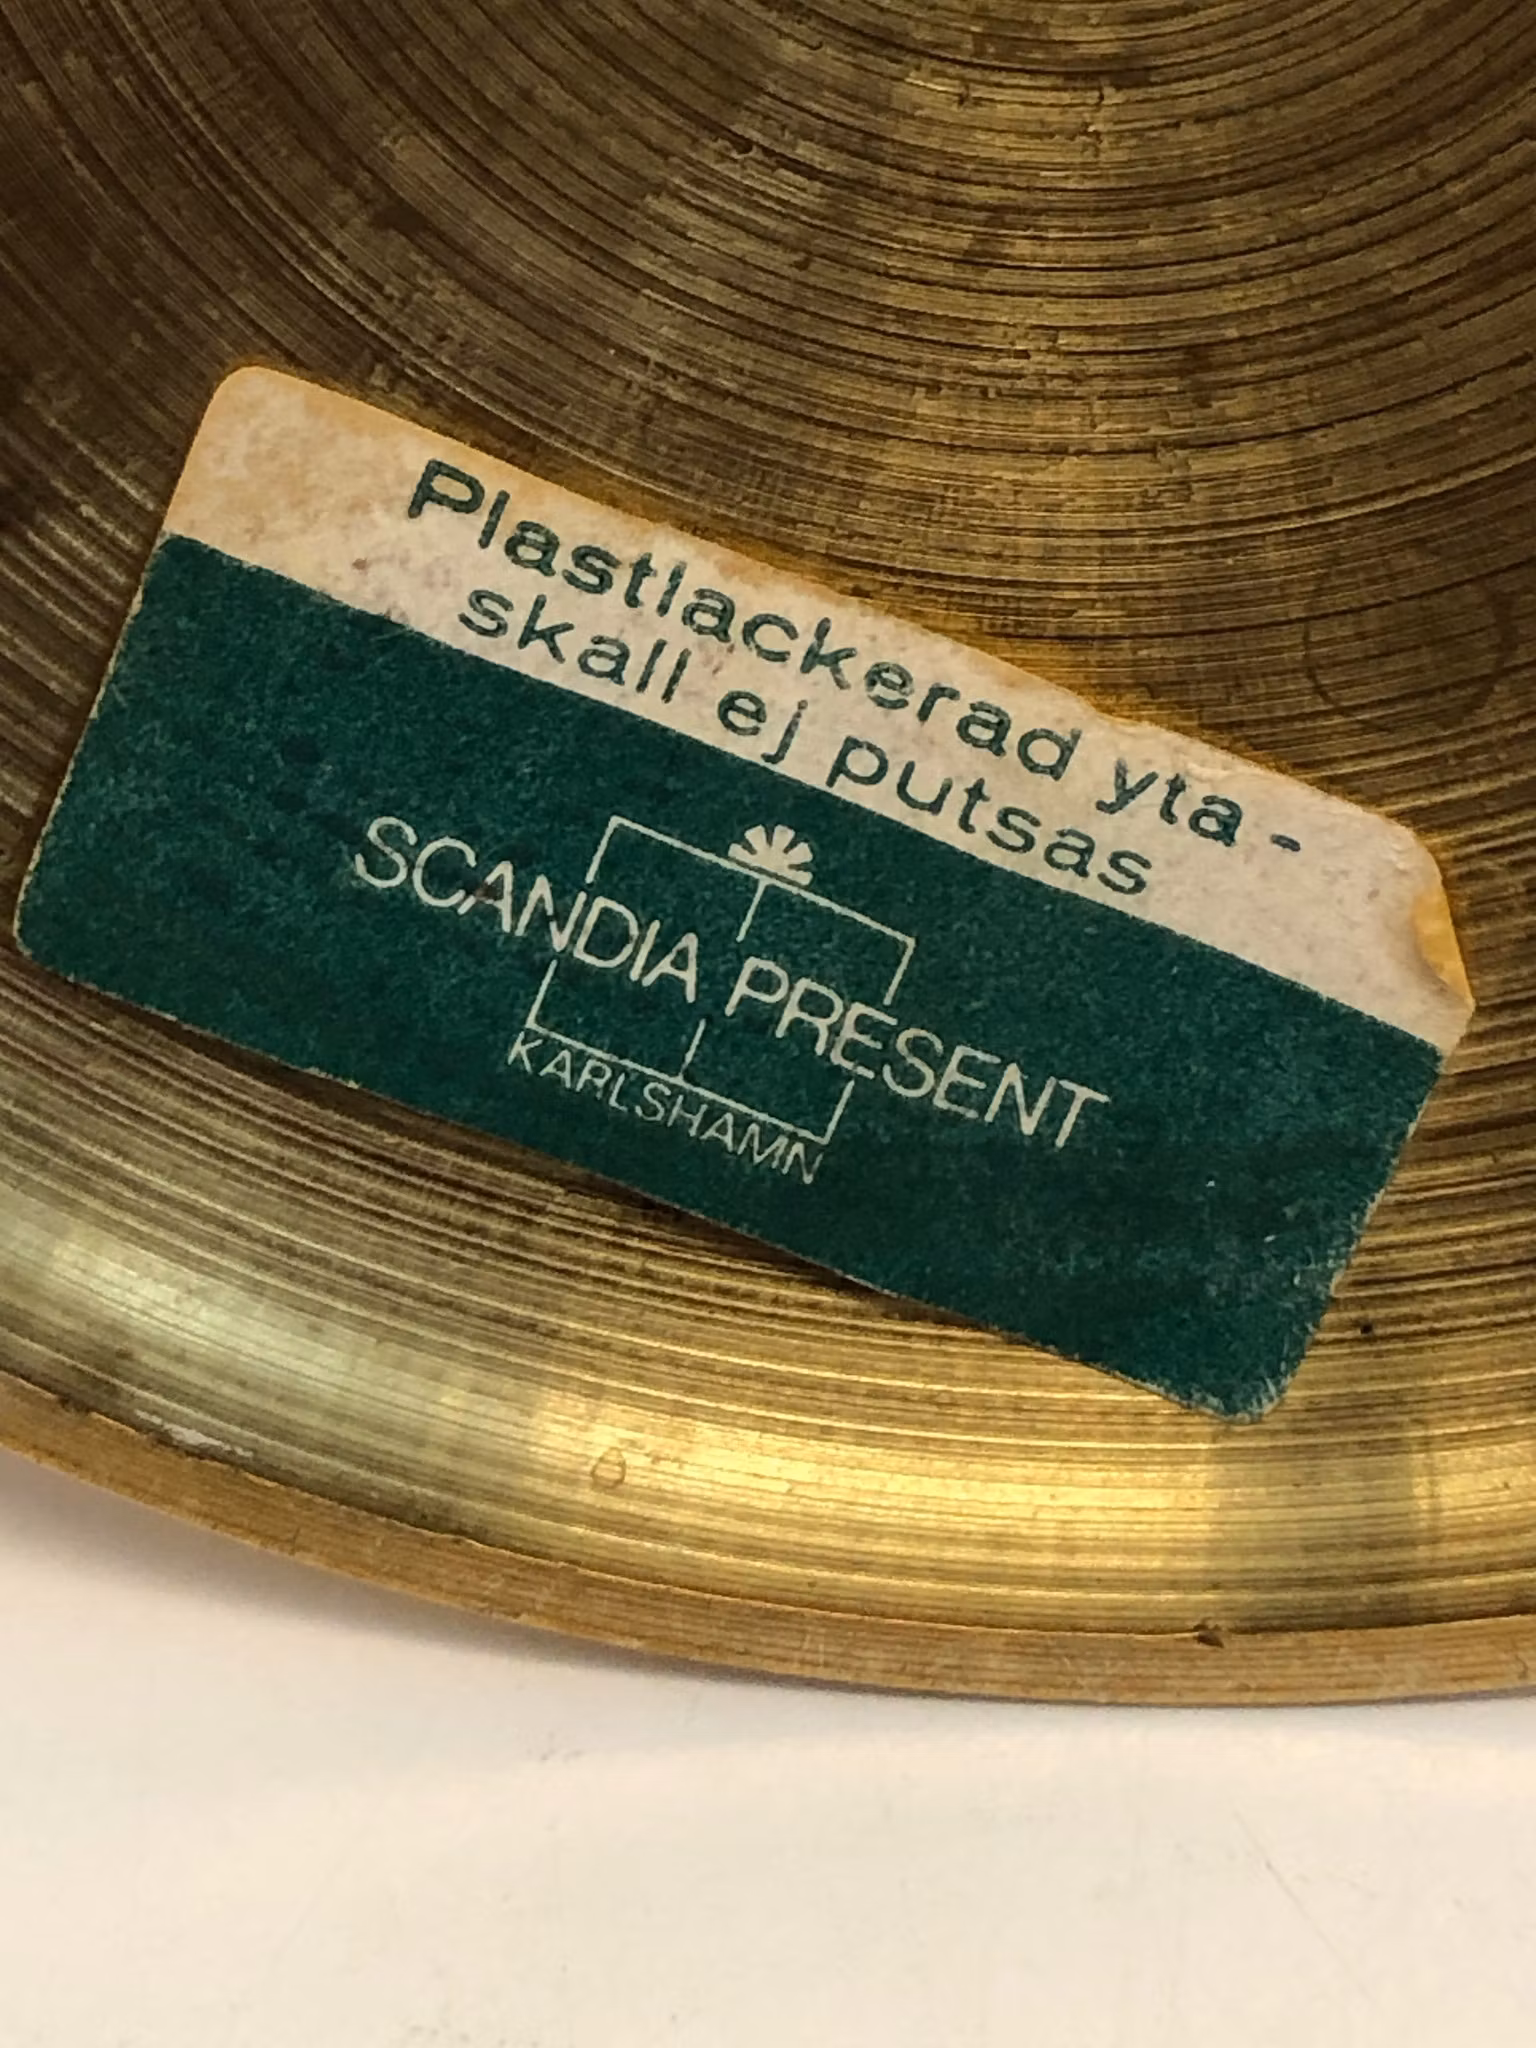 Plastlackerad yta -
skall ej putsas
SCANDIA PRESENT
KARLSHAMN